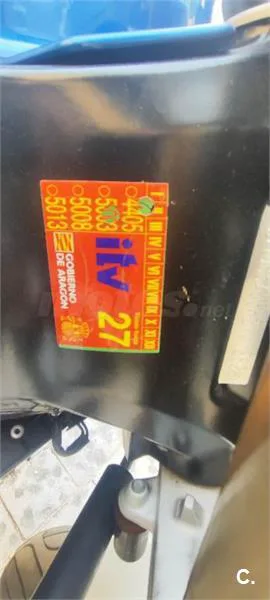 I II III IV V VI VII VIII IX X XI XII
4405
5003
5008
5013
itv 27
GOBIERNO
DE ARAGON
C.